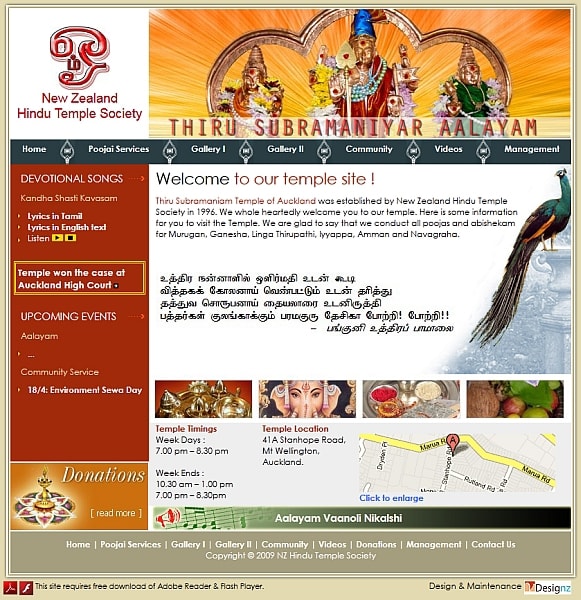 New Zealand
Hindu Temple Society
THIRU SUBRAMANIYAR AALAYAM
Home
Poojai Services
Gallery I
Gallery II
Community
Videos
Management
DEVOTIONAL SONGS
Kandha Shasti Kavasam
Lyrics in Tamil
Lyrics in English text
Listen
Temple won the case at
Auckland High Court
UPCOMING EVENTS
Aalayam
...
Community Service
18/4: Environment Sewa Day
Donations
[ read more ]
Welcome to our temple site !
Thiru Subramaniam Temple of Auckland was established by New Zealand Hindu Temple
Society in 1996. We whole heartedly welcome you to our temple. Here is some information
for you to visit the Temple. We are glad to say that we conduct all poojas and abishekam
for Murugan, Ganesha, Linga Thirupathi, Iyyappa, Amman and Navagraha.
உத்திர நன்னாளில் ஒளிர்மதி உடன் கூடி
வித்தகக் கோலனாய் வெண்பட்டும் உடன் தரித்து
தத்துவ சொரூபனாய் தையலாரை உடனிருத்தி
பத்தர்கள் குலங்காக்கும் பரமகுரு தேசிகா போற்றி! போற்றி!!
– பங்குனி உத்திரப் பாமாலை
Temple Timings
Week Days :
7.00 pm – 8.30 pm
Week Ends :
10.30 am – 1.00 pm
7.00 pm – 8.30pm
Temple Location
41A Stanhope Road,
Mt Wellington,
Auckland.
Dryden Pl
Marua Rd
A
Stanhope Rd
Rutland Rd
Marua Rd
Click to enlarge
Aalayam Vaanoli Nikalshi
Home | Poojai Services | Gallery I | Gallery II | Community | Videos | Donations | Management | Contact Us
Copyright © 2009 NZ Hindu Temple Society
This site requires free download of Adobe Reader & Flash Player.
Design & Maintenance
Designz